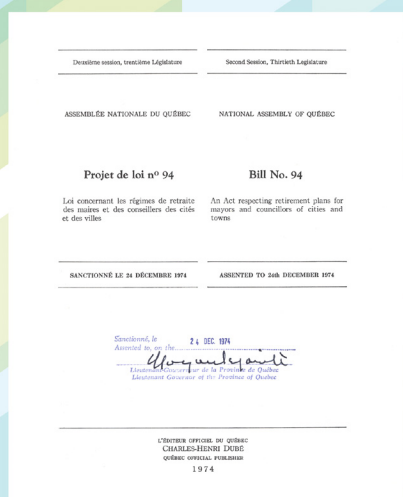 Deuxième session, trentième Législature
Second Session, Thirtieth Legislature
ASSEMBLÉE NATIONALE DU QUÉBEC
NATIONAL ASSEMBLY OF QUÉBEC
Projet de loi nº 94
Bill No. 94
Loi concernant les régimes de retraite
des maires et des conseillers des cités
et des villes
An Act respecting retirement plans for
mayors and councillors of cities and
towns
SANCTIONNÉ LE 24 DÉCEMBRE 1974
ASSENTED TO 24th DECEMBER 1974
Sanctionné, le
Assented to, on the
24 DEC. 1974
Lieutenant Gouverneur de la Province de Québec
Lieutenant Governor of the Province of Quebec
L'ÉDITEUR OFFICIEL DU QUÉBEC
CHARLES-HENRI DUBÉ
QUÉBEC OFFICIAL PUBLISHER
1974